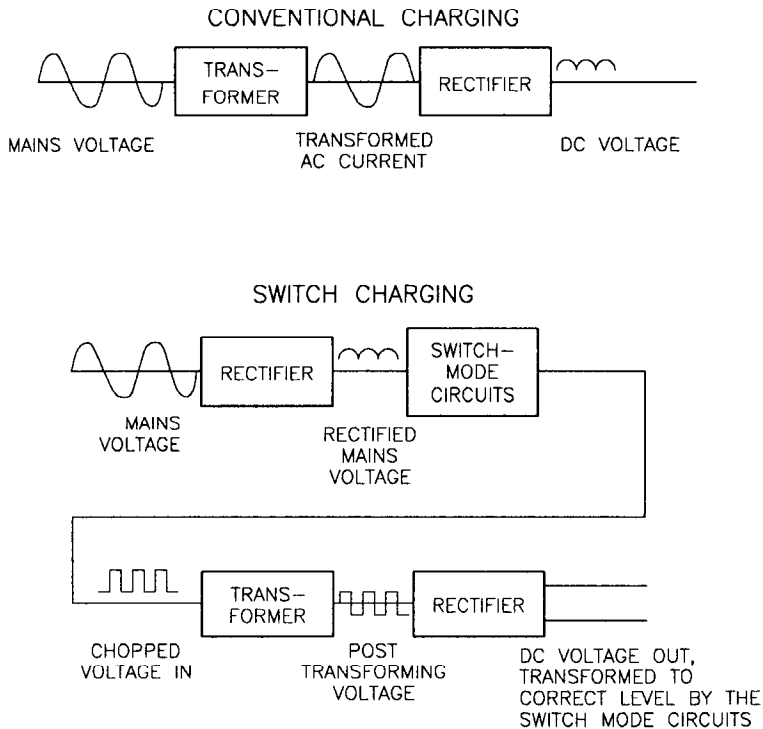 CONVENTIONAL CHARGING
TRANS-
FORMER
RECTIFIER
MAINS VOLTAGE
TRANSFORMED
AC CURRENT
DC VOLTAGE
SWITCH CHARGING
RECTIFIER
SWITCH-
MODE
CIRCUITS
MAINS
VOLTAGE
RECTIFIED
MAINS
VOLTAGE
TRANS-
FORMER
RECTIFIER
CHOPPED
VOLTAGE IN
POST
TRANSFORMING
VOLTAGE
DC VOLTAGE OUT,
TRANSFORMED TO
CORRECT LEVEL BY THE
SWITCH MODE CIRCUITS